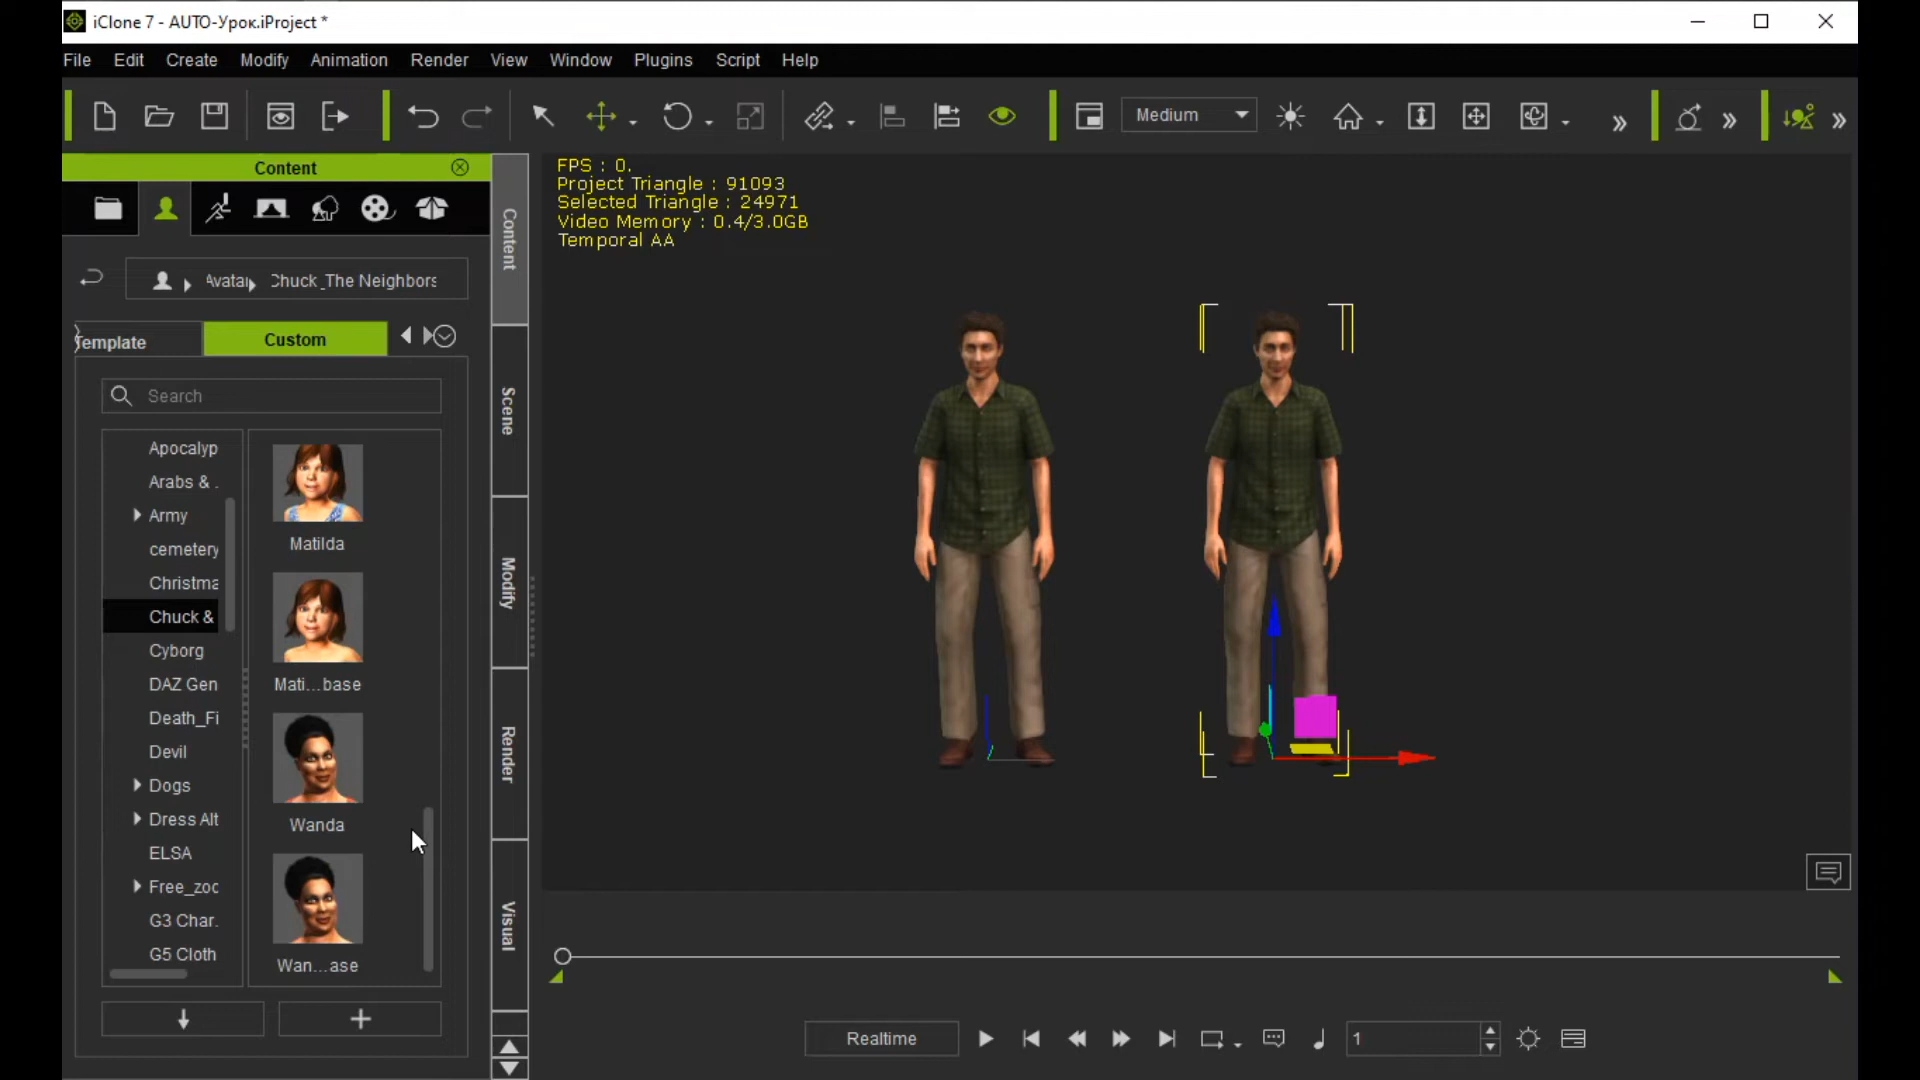 iClone 7 - AUTO-Урок.iProject *
File Edit Create Modify Animation Render View Window Plugins Script Help
Medium
Content
Avatar Chuck_The Neighbors
Template Custom
Search
Apocalyp
Arabs & .
Army
cemetery
Christma
Chuck &
Cyborg
DAZ Gen
Death_Fi
Devil
Dogs
Dress Alt
ELSA
Free_zoc
G3 Char.
G5 Cloth
Matilda
Mati...base
Wanda
Wan...ase
Content
Scene
Modify
Render
Visual
FPS : 0.
Project Triangle : 91093
Selected Triangle : 24971
Video Memory : 0.4/3.0GB
Temporal AA
Realtime
1